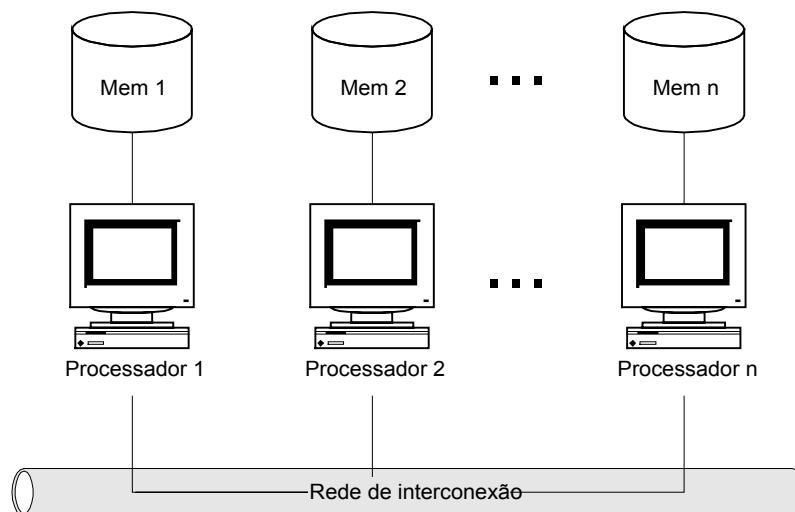 Mem 1
Mem 2
Mem n
Processador 1
Processador 2
Processador n
Rede de interconexão